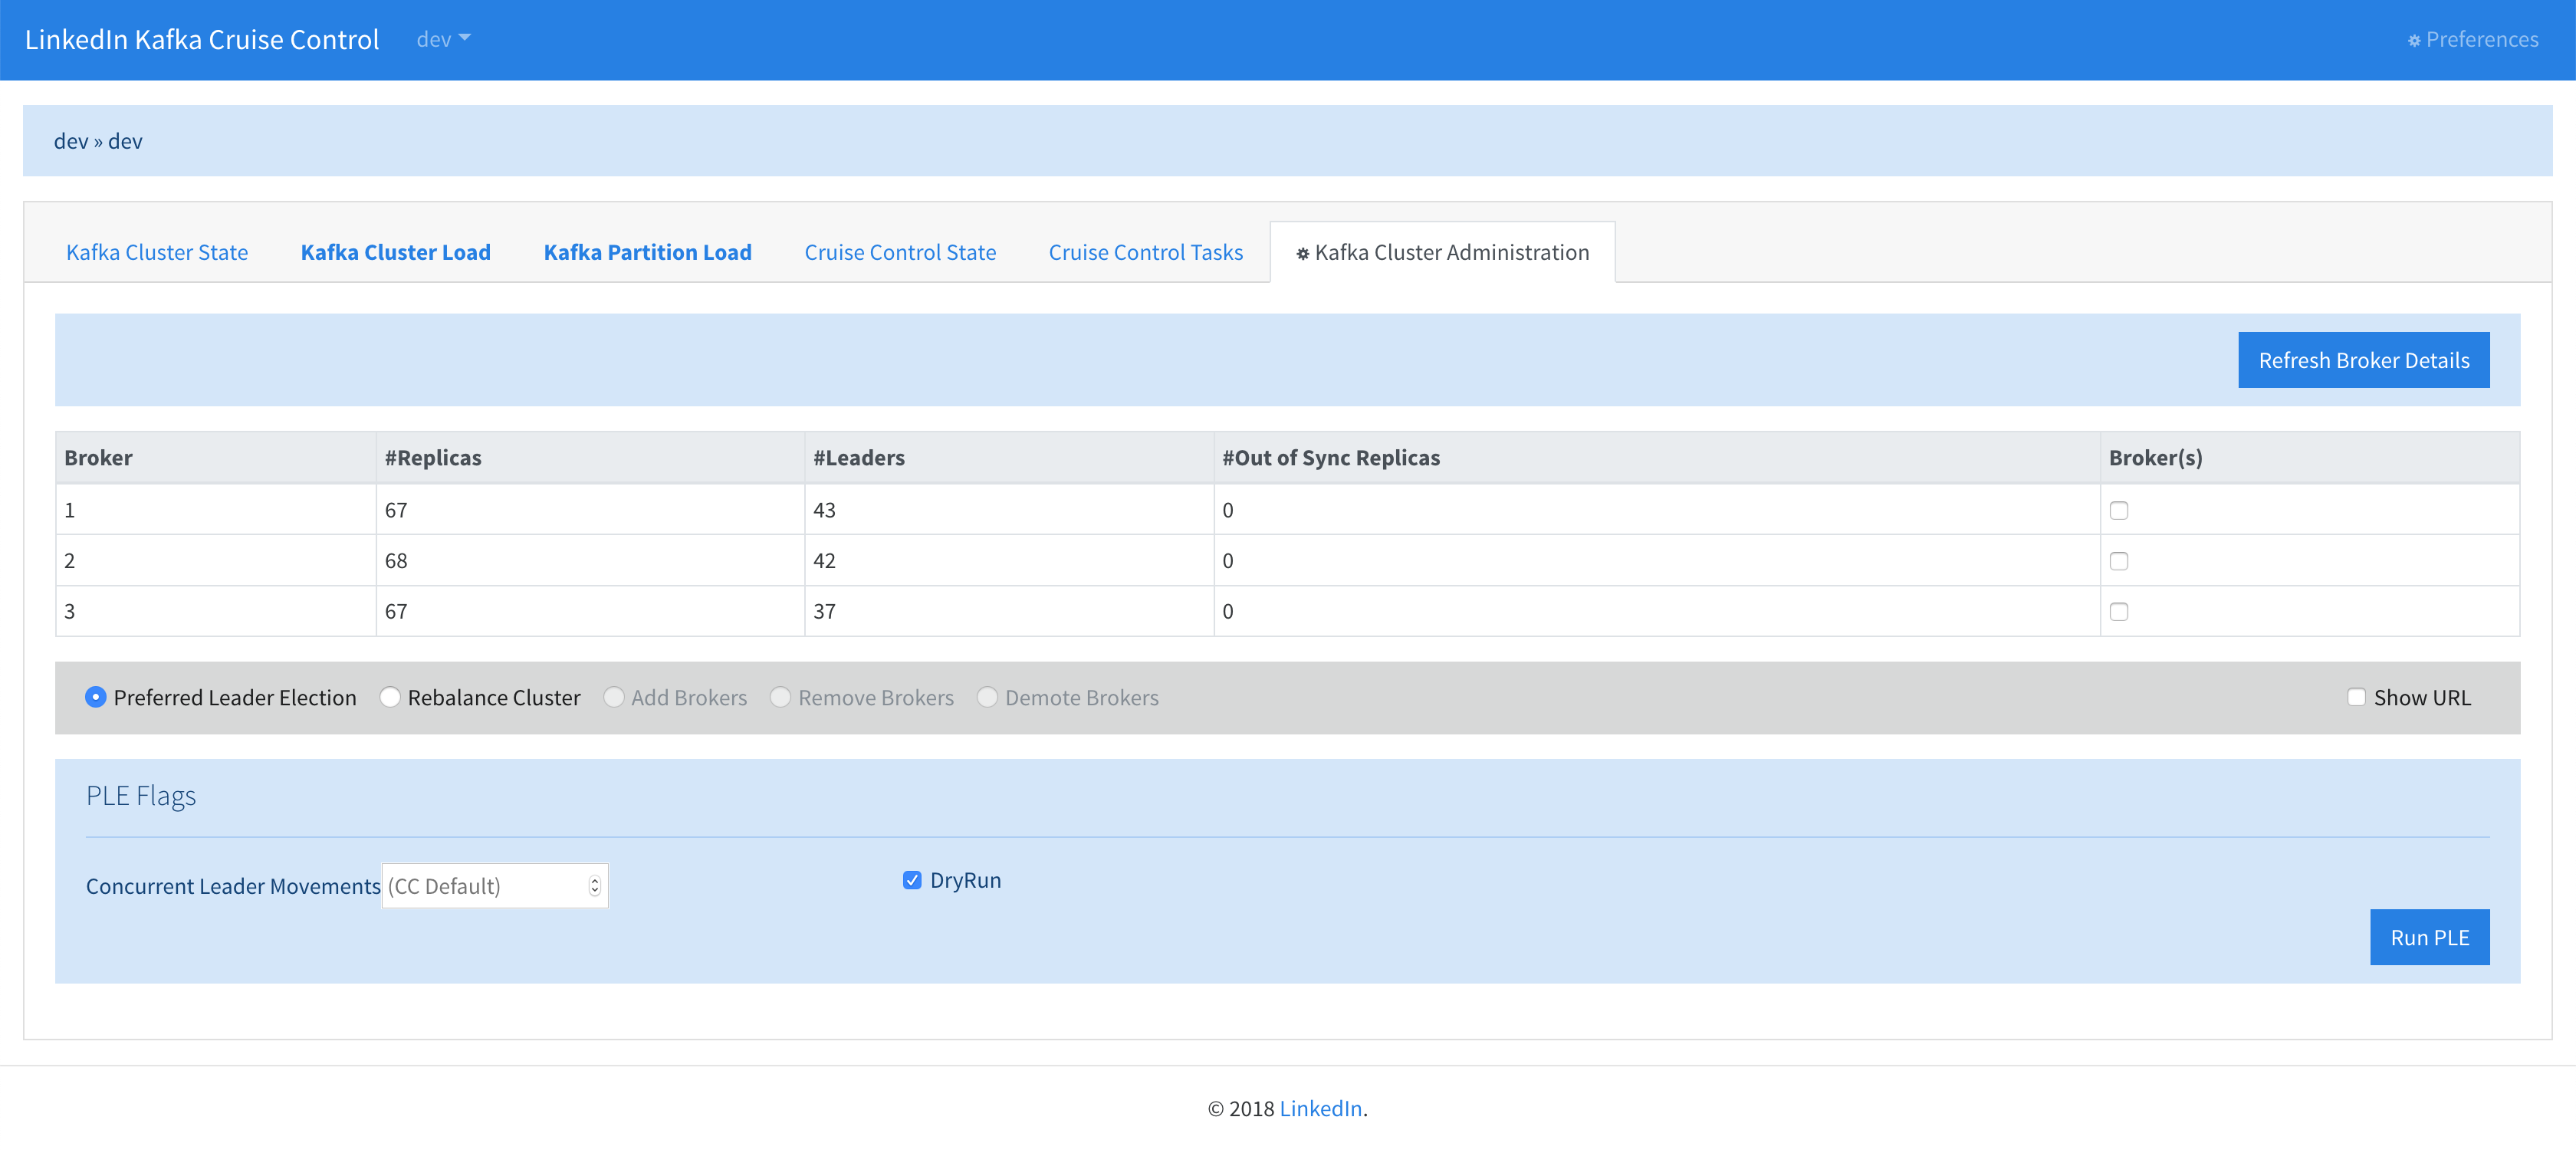 LinkedIn Kafka Cruise Control dev Preferences
dev » dev
Kafka Cluster State Kafka Cluster Load Kafka Partition Load Cruise Control State Cruise Control Tasks Kafka Cluster Administration
Refresh Broker Details
Broker #Replicas #Leaders #Out of Sync Replicas Broker(s)
1 67 43 0
2 68 42 0
3 67 37 0
Preferred Leader Election Rebalance Cluster Add Brokers Remove Brokers Demote Brokers Show URL
PLE Flags
Concurrent Leader Movements (CC Default) DryRun
Run PLE
© 2018 LinkedIn.